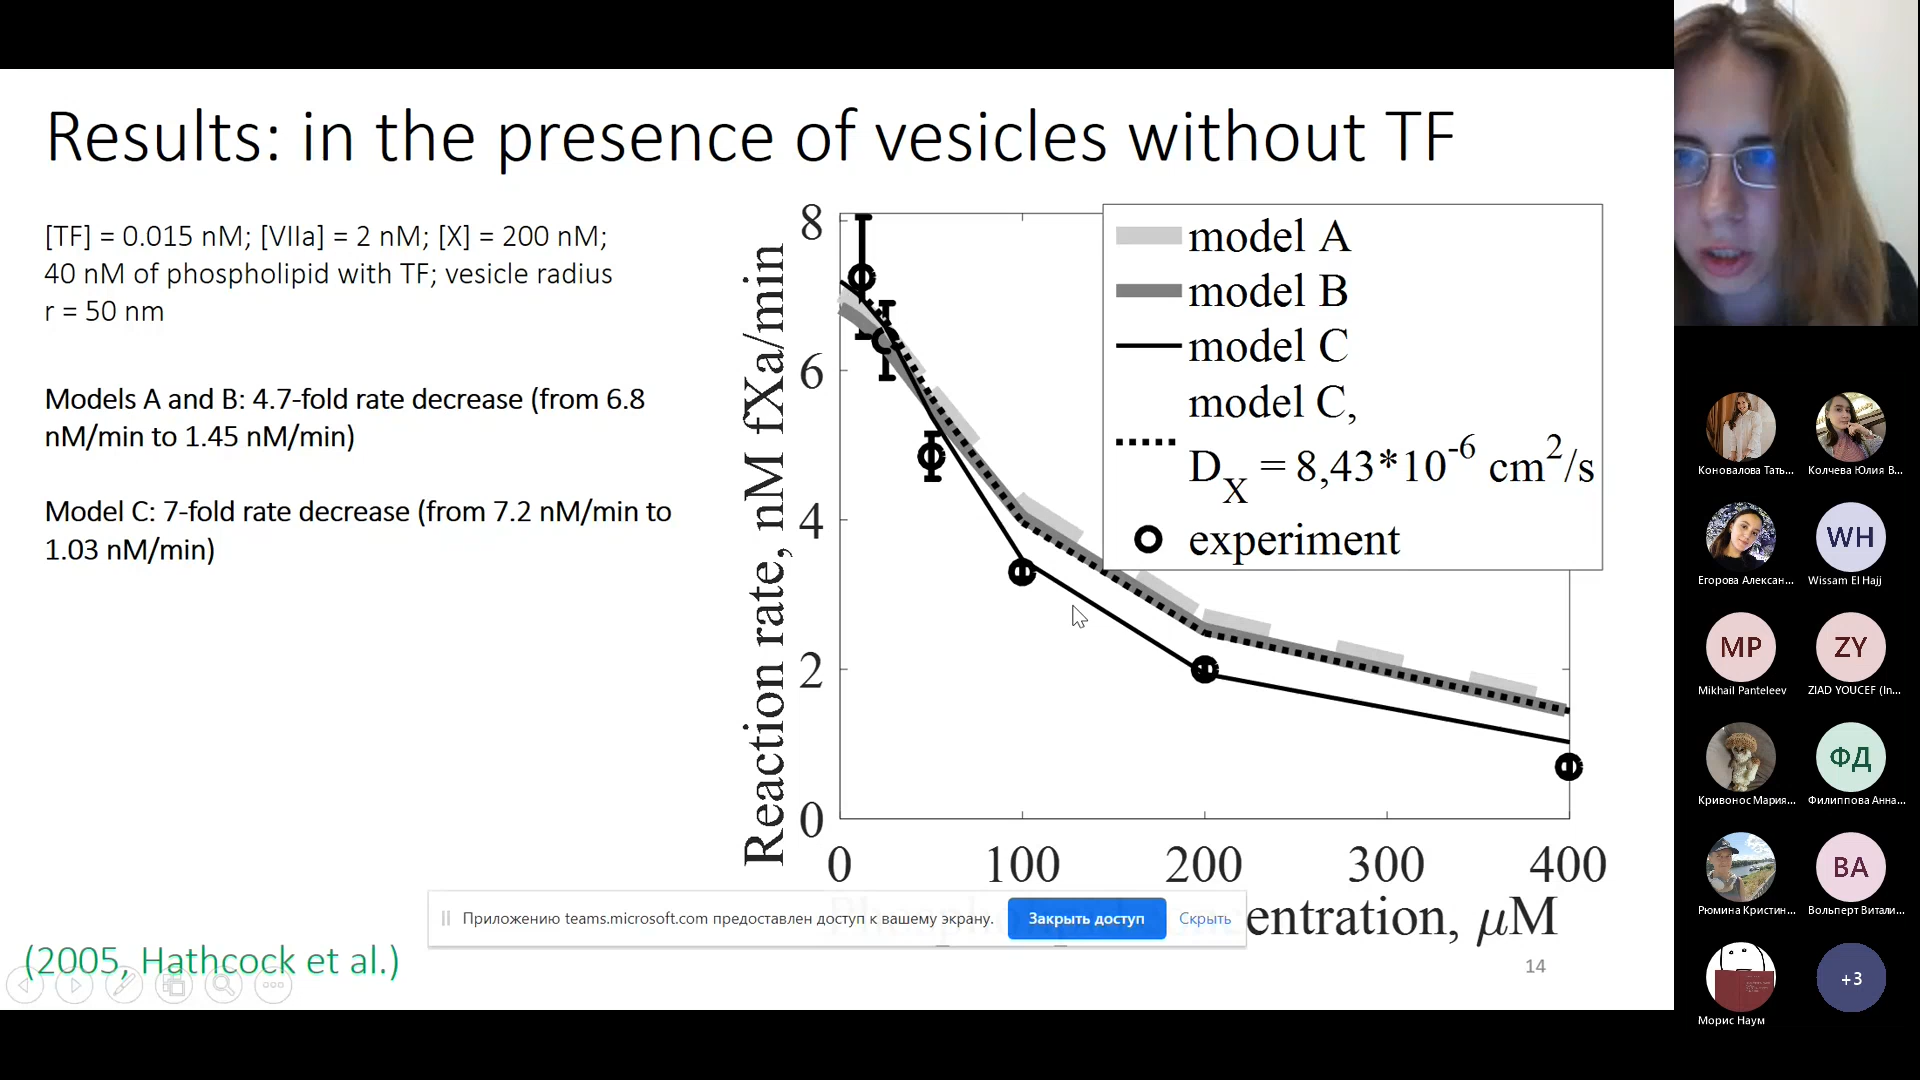 Results: in the presence of vesicles without TF
[TF] = 0.015 nM; [VIIa] = 2 nM; [X] = 200 nM;
40 nM of phospholipid with TF; vesicle radius
r = 50 nm
Models A and B: 4.7-fold rate decrease (from 6.8
nM/min to 1.45 nM/min)
Model C: 7-fold rate decrease (from 7.2 nM/min to
1.03 nM/min)
(2005, Hathcock et al.)
Reaction rate, nM fXa/min
8
6
4
2
0
0 100 200 300 400
model A
model B
model C
model C,
D_X = 8,43*10^-6 cm^2/s
experiment
entration, μM
Приложению teams.microsoft.com предоставлен доступ к вашему экрану.
Закрыть доступ
Скрыть
14
Коновалова Тать...
Колчева Юлия В...
Егорова Алексан...
WH
Wissam El Hajj
MP
Mikhail Panteleev
ZY
ZIAD YOUCEF (In...
Кривонос Мария...
ФД
Филиппова Анна...
Рюмина Кристин...
ВА
Вольперт Витали...
Морис Наум
+3